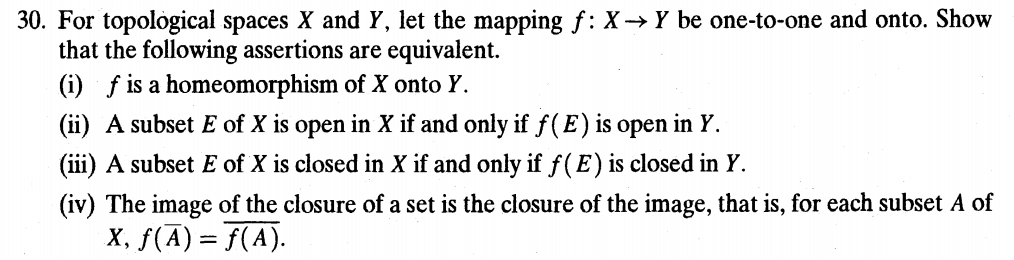 30. For topological spaces X and Y, let the mapping f: X → Y be one-to-one and onto. Show
that the following assertions are equivalent.
(i) f is a homeomorphism of X onto Y.
(ii) A subset E of X is open in X if and only if f(E) is open in Y.
(iii) A subset E of X is closed in X if and only if f(E) is closed in Y.
(iv) The image of the closure of a set is the closure of the image, that is, for each subset A of
X, f(A̅) = \overline{f(A)}.